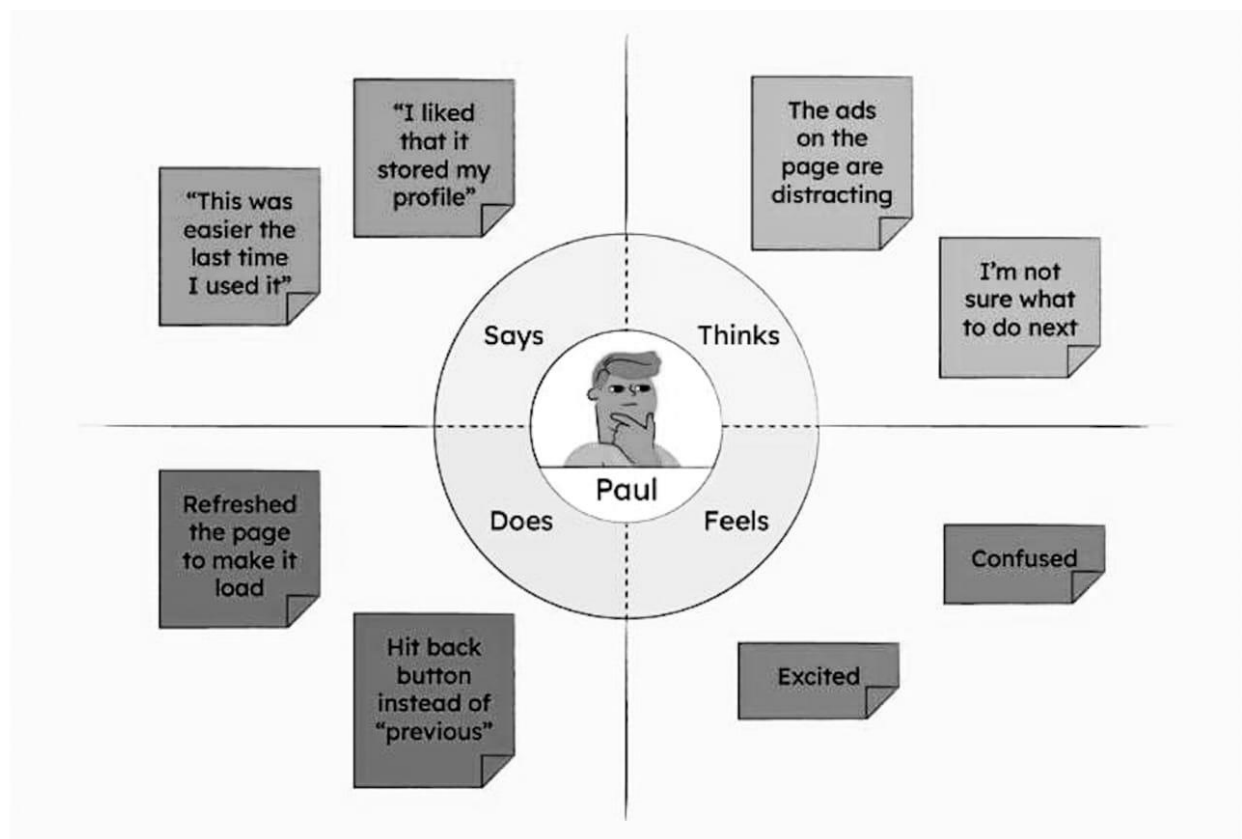 “I liked
that it
stored my
profile”
“This was
easier the
last time
I used it”
The ads
on the
page are
distracting
I’m not
sure what
to do next
Says
Thinks
Paul
Does
Feels
Refreshed
the page
to make it
load
Hit back
button
instead of
“previous”
Confused
Excited